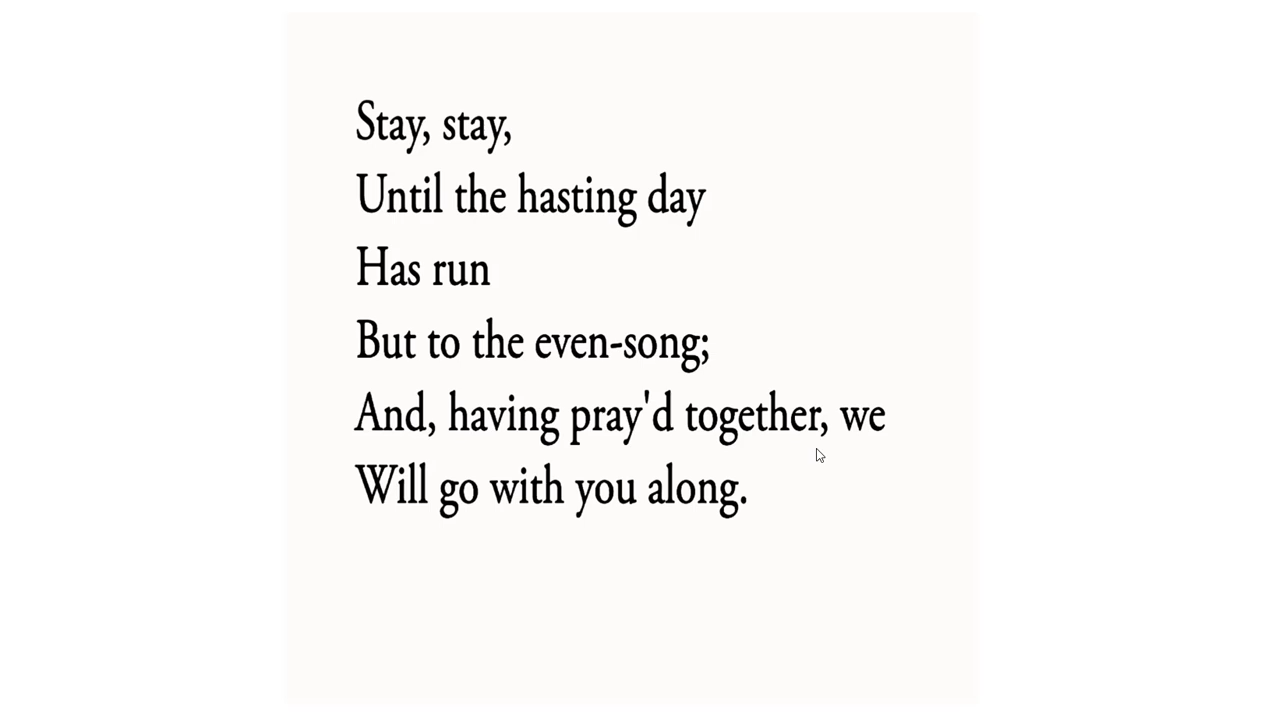 Stay, stay,
Until the hasting day
Has run
But to the even-song;
And, having pray'd together, we
Will go with you along.